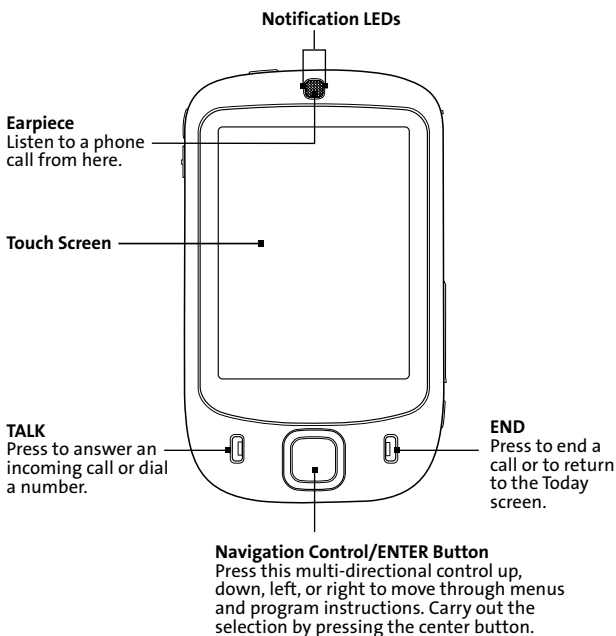 Notification LEDs
Earpiece
Listen to a phone
call from here.
Touch Screen
TALK
Press to answer an
incoming call or dial
a number.
END
Press to end a
call or to return
to the Today
screen.
Navigation Control/ENTER Button
Press this multi-directional control up,
down, left, or right to move through menus
and program instructions. Carry out the
selection by pressing the center button.